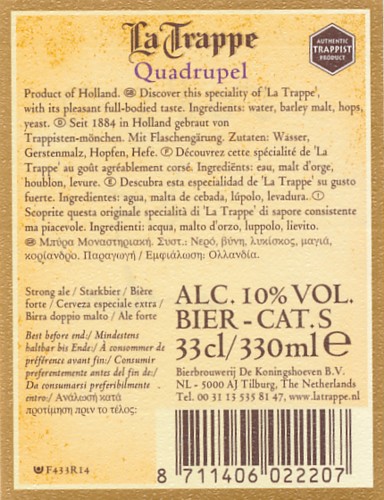 La Trappe
Quadrupel
AUTHENTIC
TRAPPIST
PRODUCT
Product of Holland. GB Discover this speciality of 'La Trappe',
with its pleasant full-bodied taste. Ingredients: water, barley malt, hops,
yeast. D Seit 1884 in Holland gebraut von
Trappisten-mönchen. Mit Flaschengärung. Zutaten: Wasser,
Gerstenmalz, Hopfen, Hefe. F Découvrez cette spécialité de 'La
Trappe' au goût agréablement corsé. Ingrediënts: eau, malt d'orge,
houblon, levure. E Descubra esta especialidad de 'La Trappe' su gusto
fuerte. Ingredientes: agua, malta de cebada, lúpolo, levadura. I
Scoprite questa originale specialità di 'La Trappe' di sapore consistente
ma piacevole. Ingredienti: acqua, malto d'orzo, luppolo, lievito.
GR Μπύρα Μοναστηριακή. Συστ.: Νερό, βύνη, λυκίσκος, μαγιά,
κορίανδρο. Παραγωγή / Εμφιάλωση: Ολλανδία.
Strong ale / Starkbier / Bière
forte / Cerveza especiale extra /
Birra doppio malto / Ale forte
Best before end:/ Mindestens
haltbar bis Ende:/ À consommer de
préférence avant fin:/ Consumir
preferentemente antes del fin de:/
Da consumarsi preferibilmente
entro:/ Ανάλωσή κατά
προτίμηση πριν το τέλος:
F433R14
ALC. 10% VOL.
BIER - CAT. S
33cl/330ml ℮
Bierbrouwerij De Koningshoeven B.V.
NL - 5000 AJ Tilburg, The Netherlands
Tel. 00 31 13 535 81 47, www.latrappe.nl
8 711406 022207